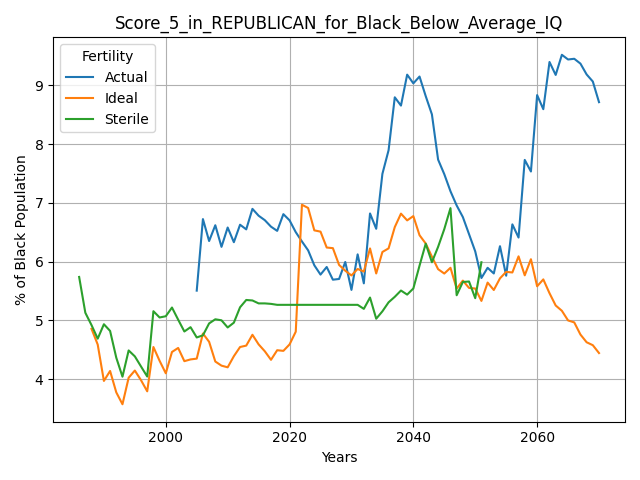 Score_5_in_REPUBLICAN_for_Black_Below_Average_IQ
Fertility
Actual
Ideal
Sterile
% of Black Population
9
8
7
6
5
4
2000
2020
2040
2060
Years